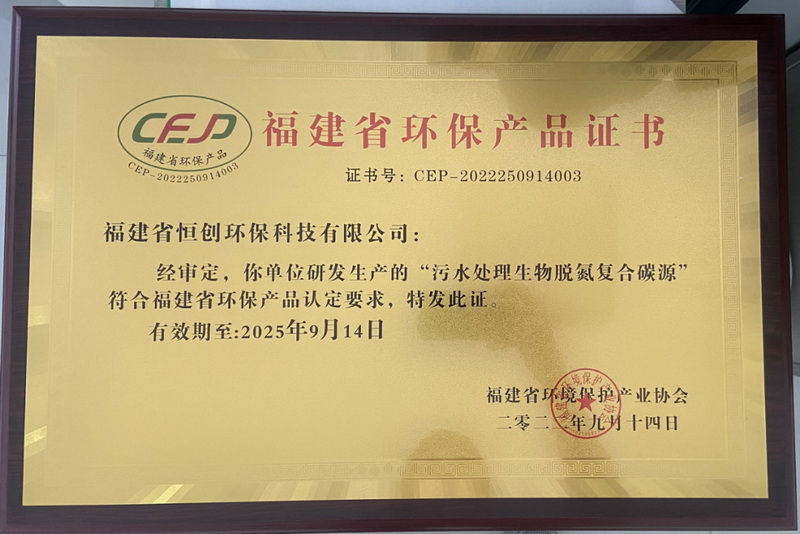 CEP
福建省环保产品
CEP-2022250914003
福建省环保产品证书
证书号：CEP-2022250914003
福建省恒创环保科技有限公司：
经审定，你单位研发生产的“污水处理生物脱氮复合碳源”
符合福建省环保产品认定要求，特发此证。
有效期至:2025年9月14日
福建省环境保护产业协会
二零二二年九月十四日